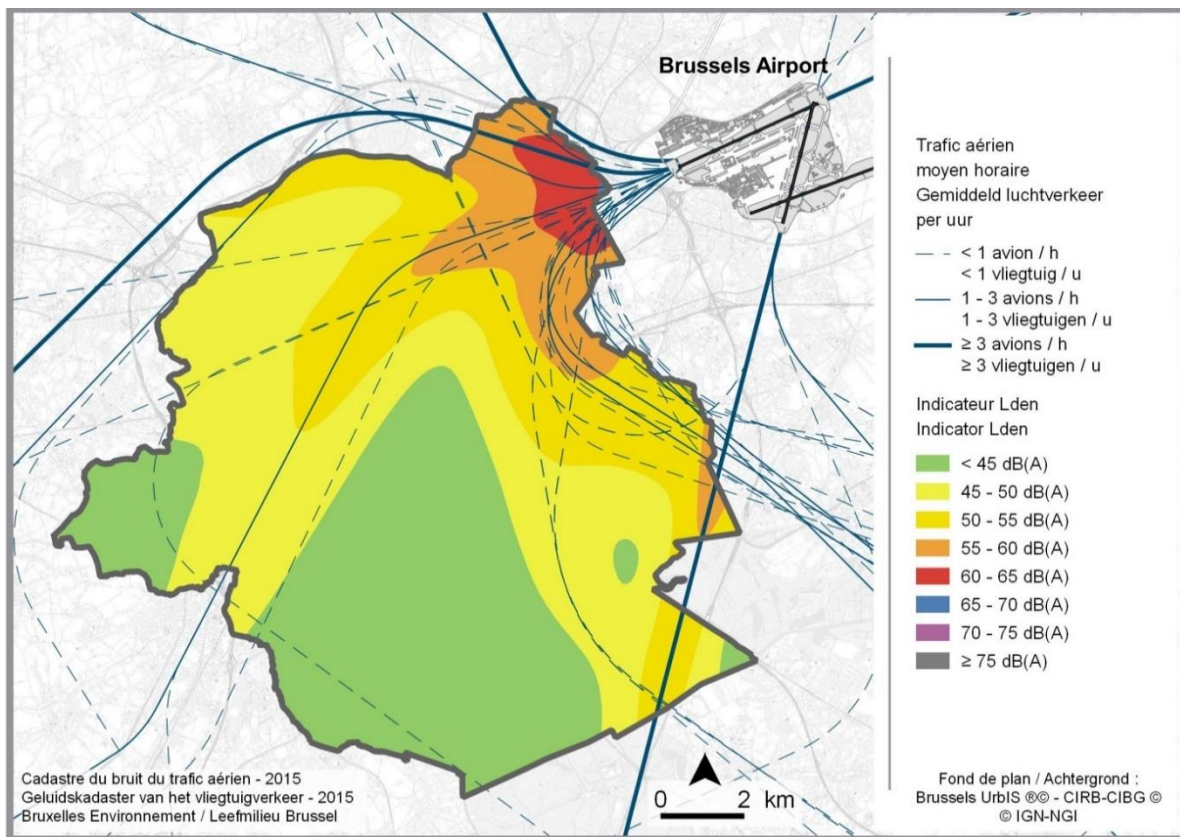 Brussels Airport
Trafic aérien
moyen horaire
Gemiddeld luchtverkeer
per uur
< 1 avion / h
< 1 vliegtuig / u
1 - 3 avions / h
1 - 3 vliegtuigen / u
≥ 3 avions / h
≥ 3 vliegtuigen / u
Indicateur Lden
Indicator Lden
< 45 dB(A)
45 - 50 dB(A)
50 - 55 dB(A)
55 - 60 dB(A)
60 - 65 dB(A)
65 - 70 dB(A)
70 - 75 dB(A)
≥ 75 dB(A)
Cadastre du bruit du trafic aérien - 2015
Geluidskadaster van het vliegtuigverkeer - 2015
Bruxelles Environnement / Leefmilieu Brussel
0 2 km
Fond de plan / Achtergrond :
Brussels UrbIS ®© - CIRB-CIBG ©
© IGN-NGI